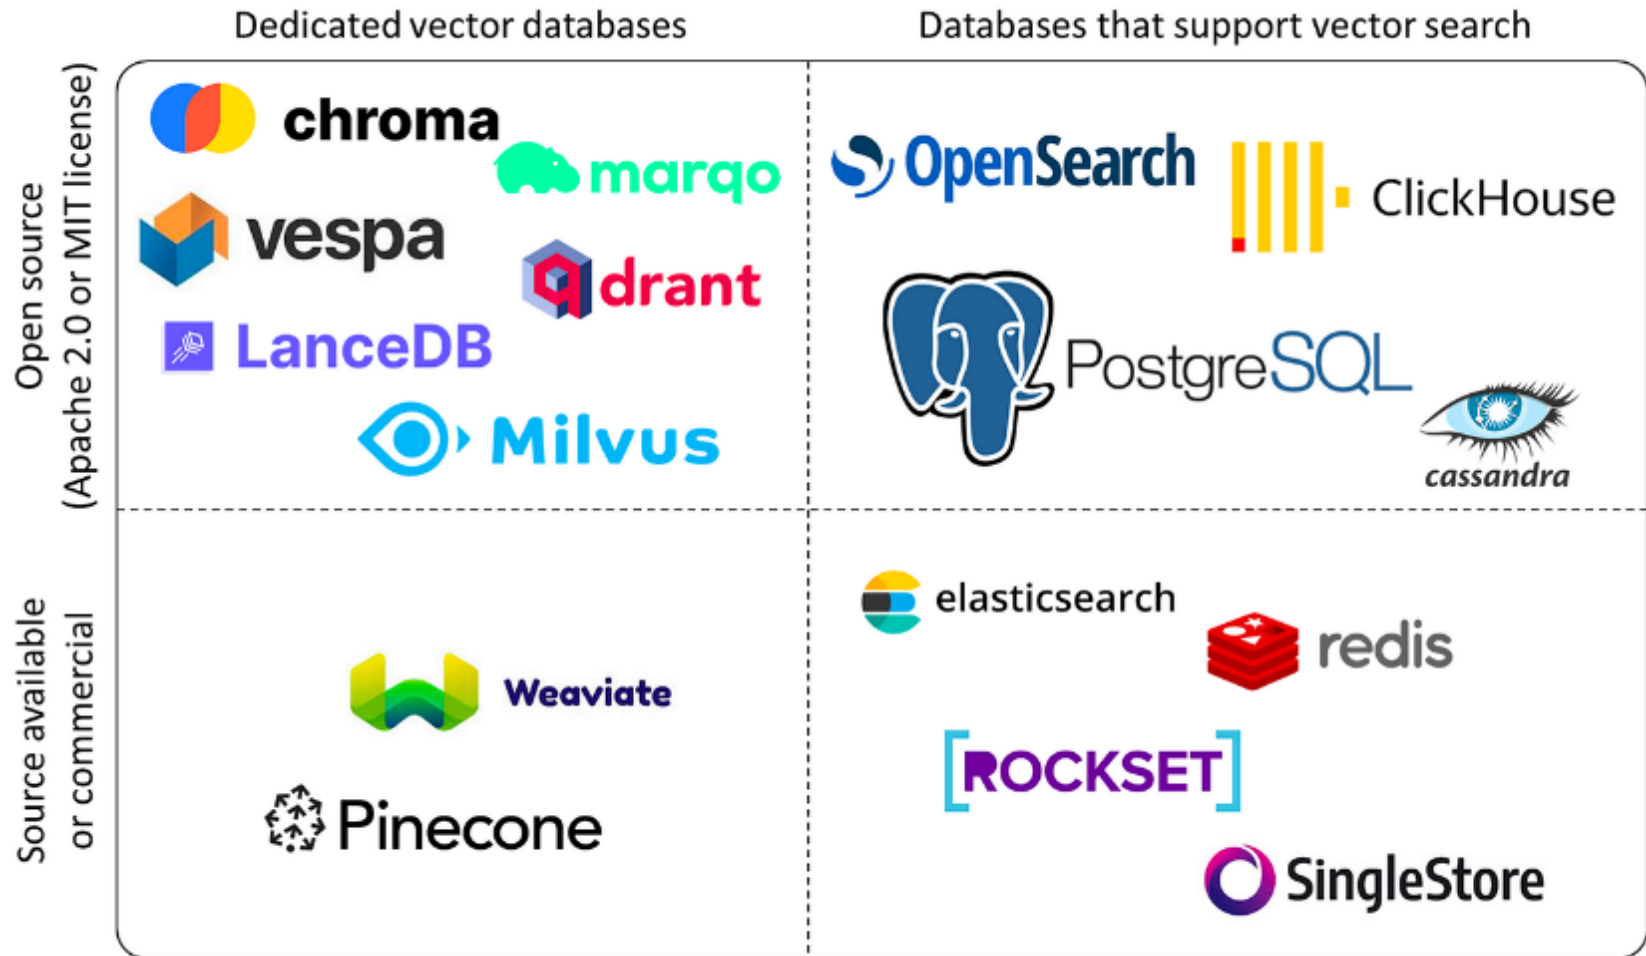 Dedicated vector databases
Databases that support vector search
Open source
(Apache 2.0 or MIT license)
chroma
marqo
vespa
qdrant
LanceDB
Milvus
OpenSearch
ClickHouse
PostgreSQL
cassandra
Source available
or commercial
Weaviate
Pinecone
elasticsearch
redis
[ROCKSET]
SingleStore